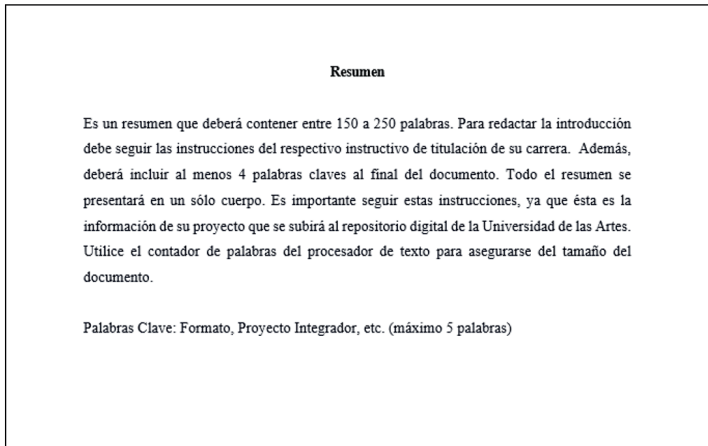 Resumen
Es un resumen que deberá contener entre 150 a 250 palabras. Para redactar la introducción
debe seguir las instrucciones del respectivo instructivo de titulación de su carrera. Además,
deberá incluir al menos 4 palabras claves al final del documento. Todo el resumen se
presentará en un sólo cuerpo. Es importante seguir estas instrucciones, ya que ésta es la
información de su proyecto que se subirá al repositorio digital de la Universidad de las Artes.
Utilice el contador de palabras del procesador de texto para asegurarse del tamaño del
documento.
Palabras Clave: Formato, Proyecto Integrador, etc. (máximo 5 palabras)